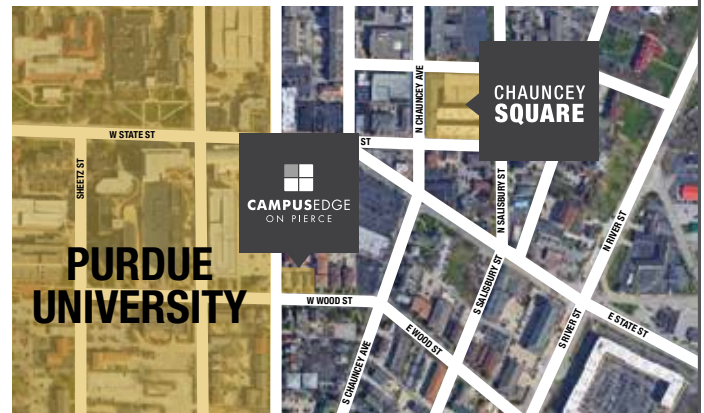 CHAUNCEY
SQUARE
N CHAUNCEY AVE
W STATE ST
ST
SHEETZ ST
CAMPUSEDGE
ON PIERCE
N SALISBURY ST
N RIVER ST
PURDUE
UNIVERSITY
W WOOD ST
S SALISBURY ST
E STATE ST
S RIVER ST
E WOOD ST
S CHAUNCEY AVE